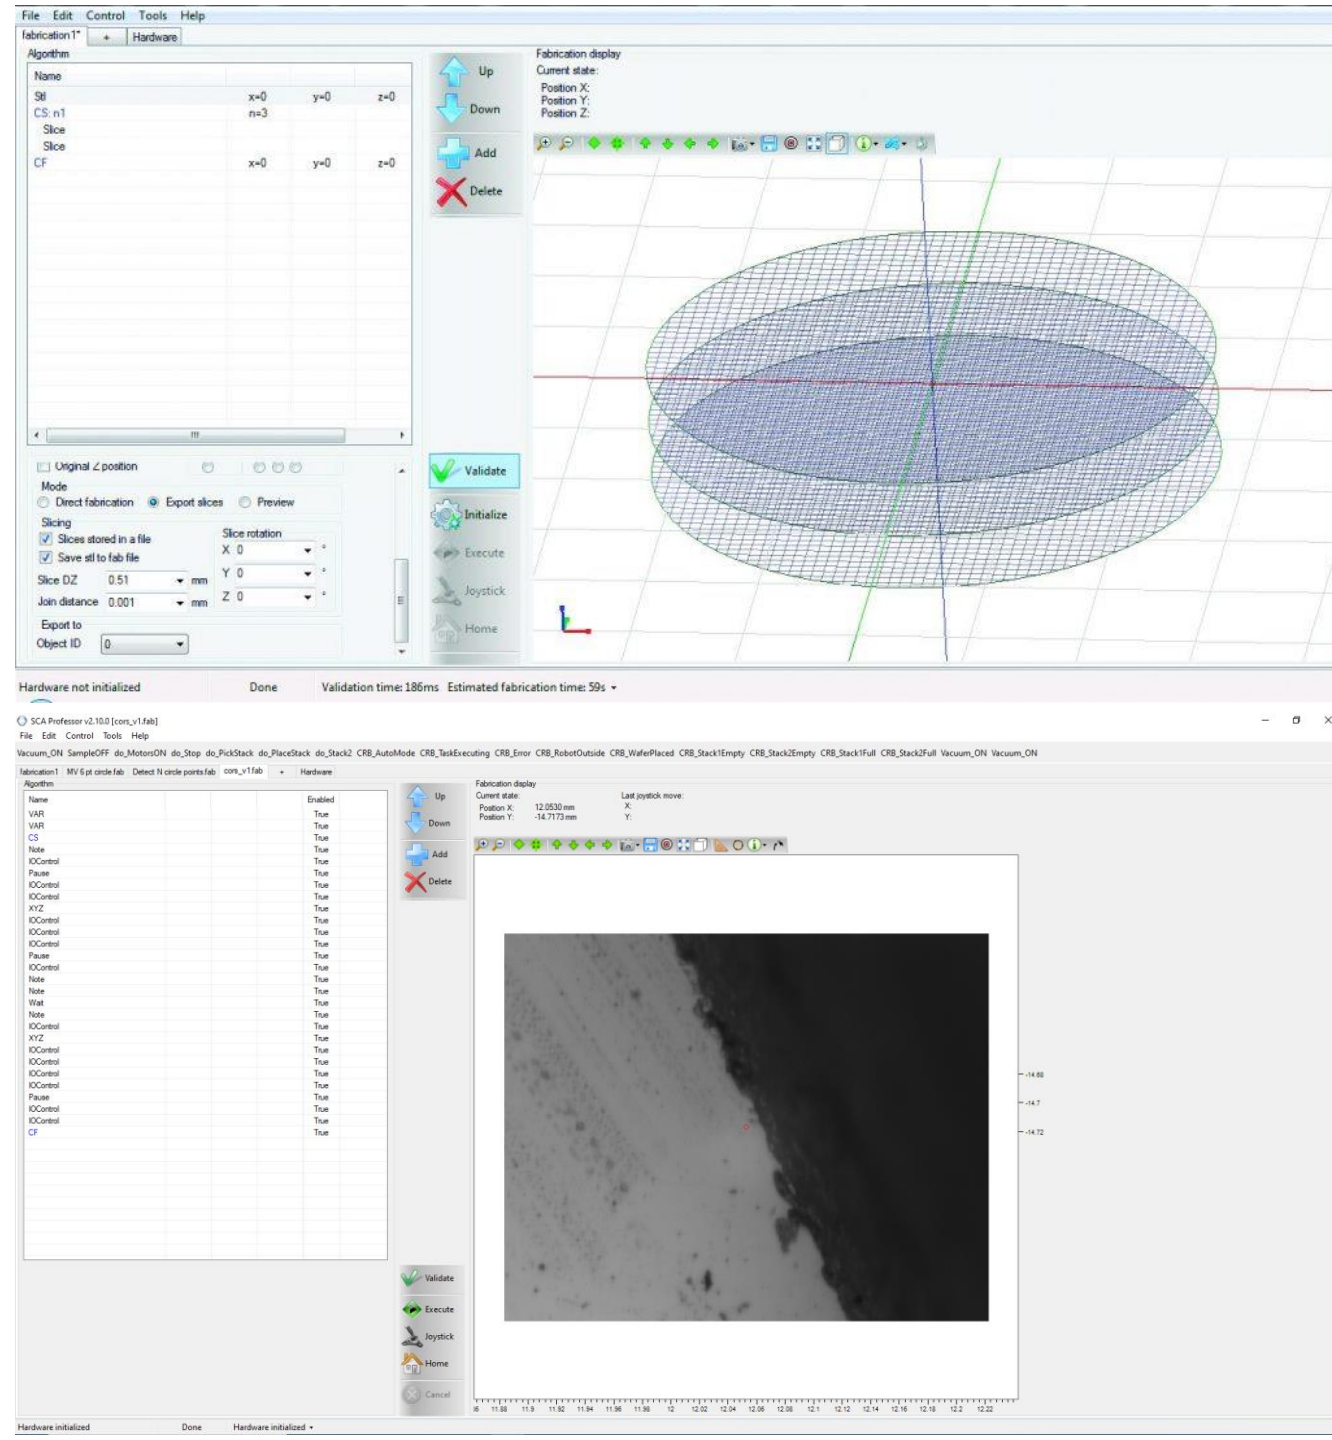 File Edit Control Tools Help
fabrication1* + Hardware
Algorithm
Name
Stl x=0 y=0 z=0
CS: n1 n=3
Slice
Slice
CF x=0 y=0 z=0
Up
Down
Add
Delete
Fabrication display
Current state:
Position X:
Position Y:
Position Z:
Original Z position
Mode
Direct fabrication Export slices Preview
Slicing
Slices stored in a file
Save stl to fab file
Slice DZ 0.51 mm
Join distance 0.001 mm
Slice rotation
X 0 °
Y 0 °
Z 0 °
Export to
Object ID 0
Validate
Initialize
Execute
Joystick
Home
Hardware not initialized Done Validation time: 186ms Estimated fabrication time: 59s
SCA Professor v2.10.0 [cors_v1.fab]
File Edit Control Tools Help
Vacuum_ON SampleOFF do_MotorsON do_Stop do_PickStack do_PlaceStack do_Stack2 CRB_AutoMode CRB_TaskExecuting CRB_Error CRB_RobotOutside CRB_WaferPlaced CRB_Stack1Empty CRB_Stack2Empty CRB_Stack1Full CRB_Stack2Full Vacuum_ON Vacuum_ON
fabrication1 MV 6 pt circle.fab Detect N circle points.fab cors_v1.fab + Hardware
Algorithm
Name Enabled
VAR True
VAR True
CS True
Note True
IOControl True
Pause True
IOControl True
IOControl True
XYZ True
IOControl True
IOControl True
IOControl True
Pause True
IOControl True
Note True
Note True
Wait True
Note True
IOControl True
XYZ True
IOControl True
IOControl True
IOControl True
IOControl True
Pause True
IOControl True
IOControl True
CF True
Up
Down
Add
Delete
Fabrication display
Current state: Last joystick move:
Position X: 12.0530 mm X:
Position Y: -14.7173 mm Y:
-14.68
-14.7
-14.72
Validate
Execute
Joystick
Home
Cancel
11.88 11.9 11.92 11.94 11.96 11.98 12 12.02 12.04 12.06 12.08 12.1 12.12 12.14 12.16 12.18 12.2 12.22
Hardware initialized Done Hardware initialized